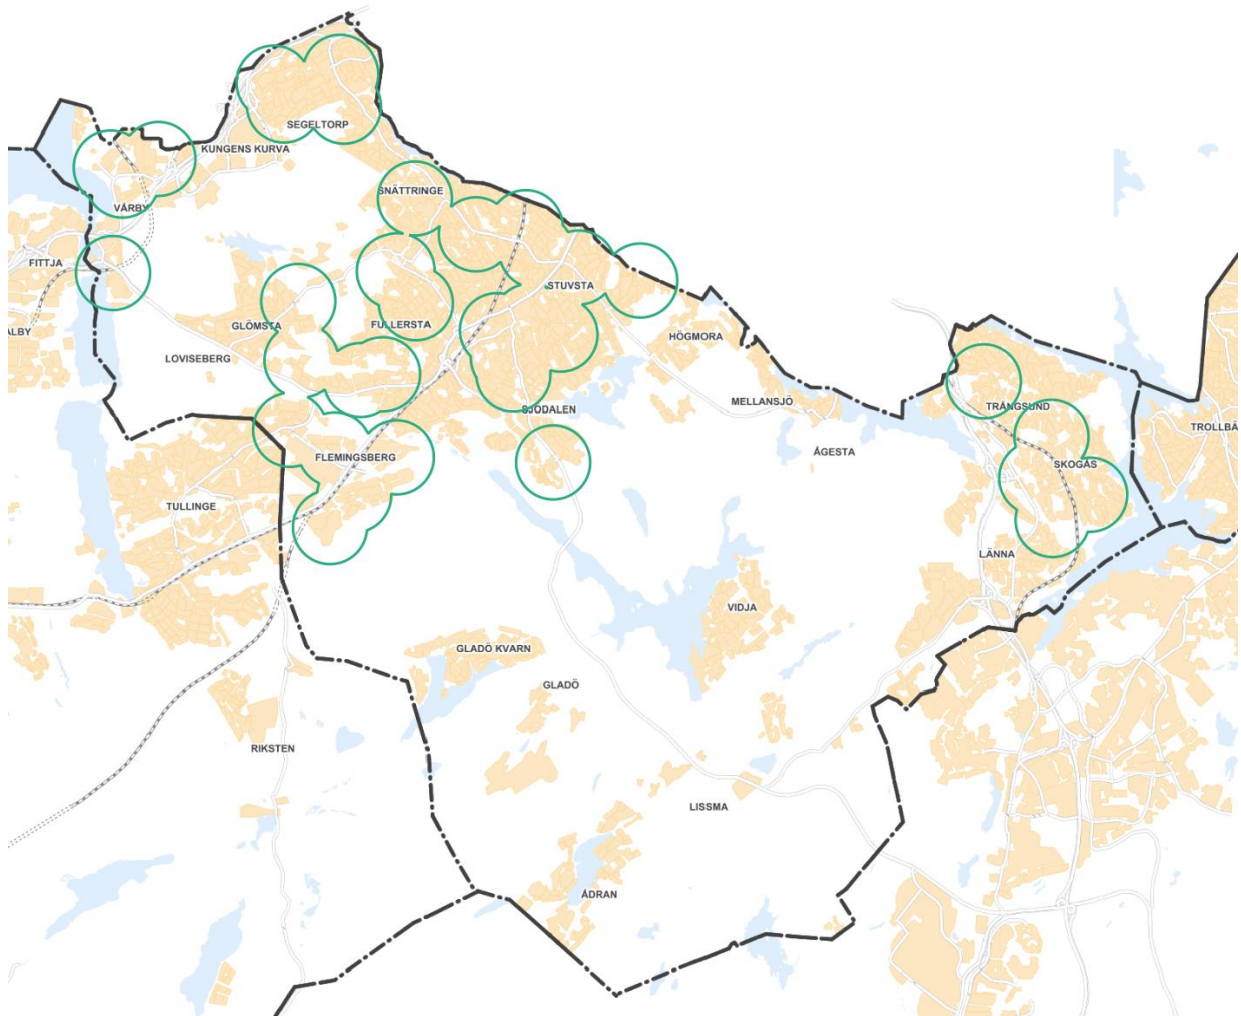 SEGELTORP
KUNGENS KURVA
SNÄTTRINGE
VÅRBY
FITTJA
STUVSTA
ALBY
GLÖMSTA
FULLERSTA
HÖGMORA
LOVISEBERG
MELLANSJÖ
TRÅNGSUND
SJÖDALEN
TROLLBÄ
ÅGESTA
FLEMINGSBERG
SKOGÅS
TULLINGE
LÄNNA
VIDJA
GLADÖ KVARN
GLADÖ
RIKSTEN
LISSMA
ÅDRAN